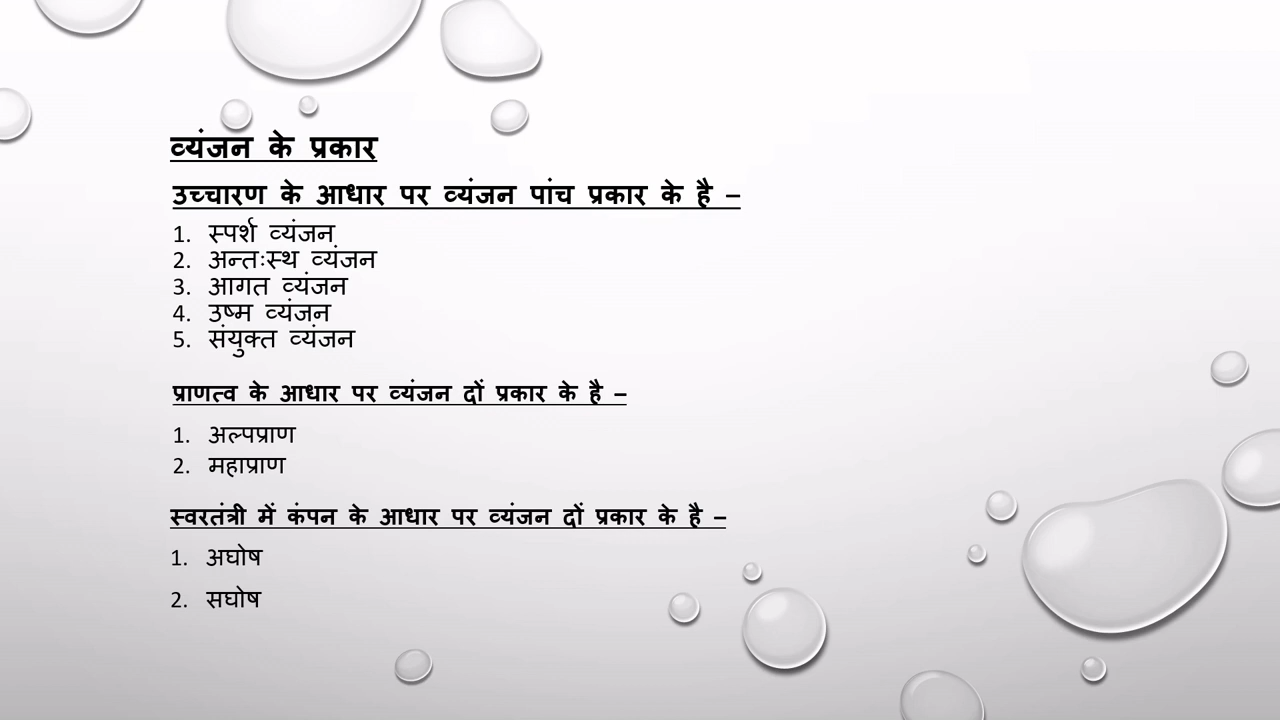 व्यंजन के प्रकार
उच्चारण के आधार पर व्यंजन पांच प्रकार के है –
1. स्पर्श व्यंजन
2. अन्तःस्थ व्यंजन
3. आगत व्यंजन
4. उष्म व्यंजन
5. संयुक्त व्यंजन
प्राणत्व के आधार पर व्यंजन दों प्रकार के है –
1. अल्पप्राण
2. महाप्राण
स्वरतंत्री में कंपन के आधार पर व्यंजन दों प्रकार के है –
1. अघोष
2. सघोष